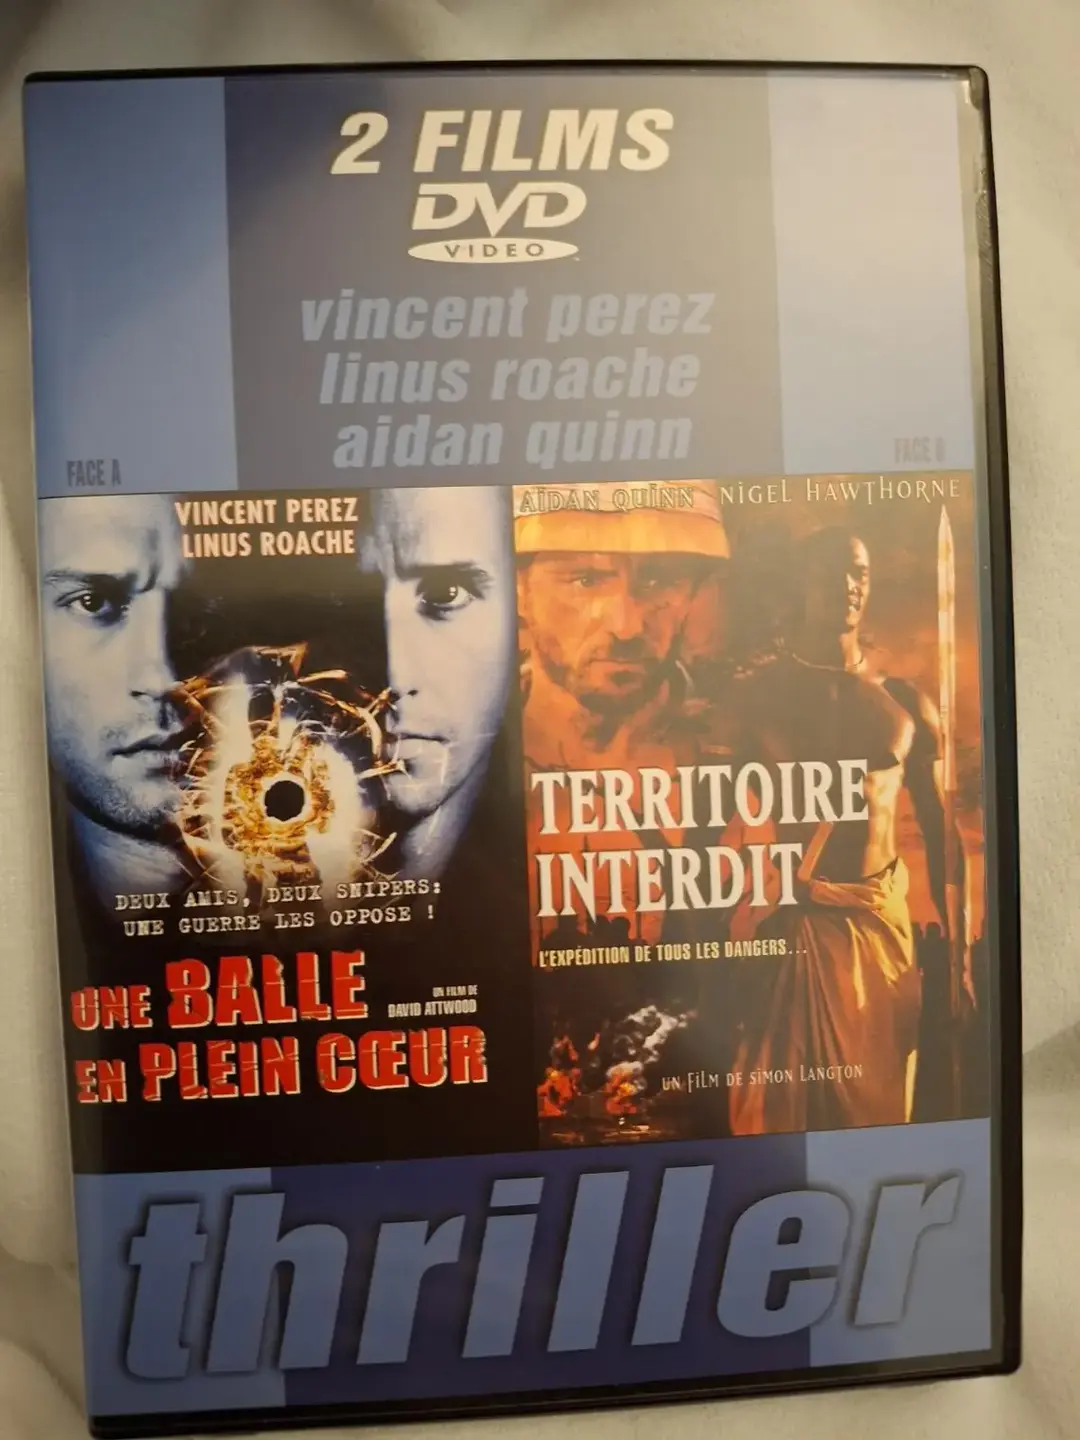 2 FILMS
DVD
VIDEO
vincent perez
linus roache
aidan quinn
FACE A
FACE B
VINCENT PEREZ
LINUS ROACHE
DEUX AMIS, DEUX SNIPERS:
UNE GUERRE LES OPPOSE !
UNE BALLE
UN FILM DE
DAVID ATTWOOD
EN PLEIN CŒUR
AÏDAN QUINN NIGEL HAWTHORNE
TERRITOIRE
INTERDIT
L'EXPÉDITION DE TOUS LES DANGERS...
UN FILM DE SIMON LANGTON
thriller